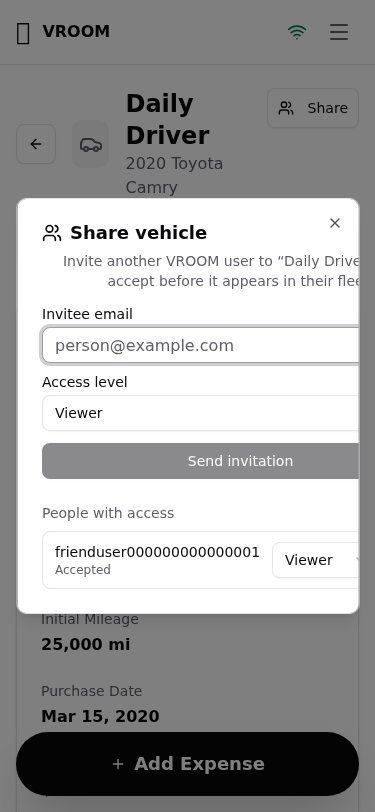 VROOM
Daily
Driver
Share
2020 Toyota
Camry
Share vehicle
Invite another VROOM user to “Daily Drive
accept before it appears in their flee
Invitee email
person@example.com
Access level
Viewer
Send invitation
People with access
frienduser000000000000001
Accepted
Viewer
Initial Mileage
25,000 mi
Purchase Date
Mar 15, 2020
+ Add Expense